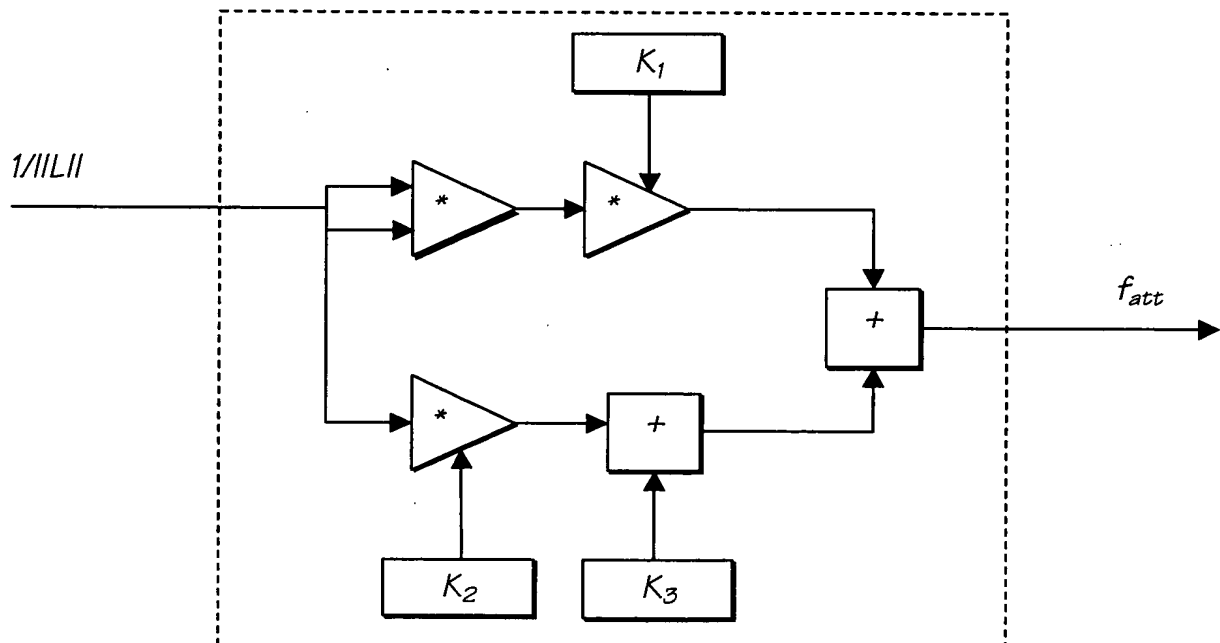 K₁
1/||L||
*
*
+
f_att
*
+
K₂
K₃